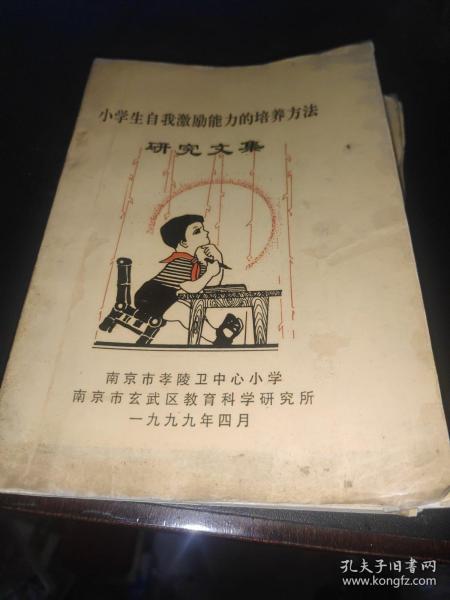 小学生自我激励能力的培养方法
研究文集
南京市孝陵卫中心小学
南京市玄武区教育科学研究所
一九九九年四月
孔夫子旧书网
www.kongfz.com